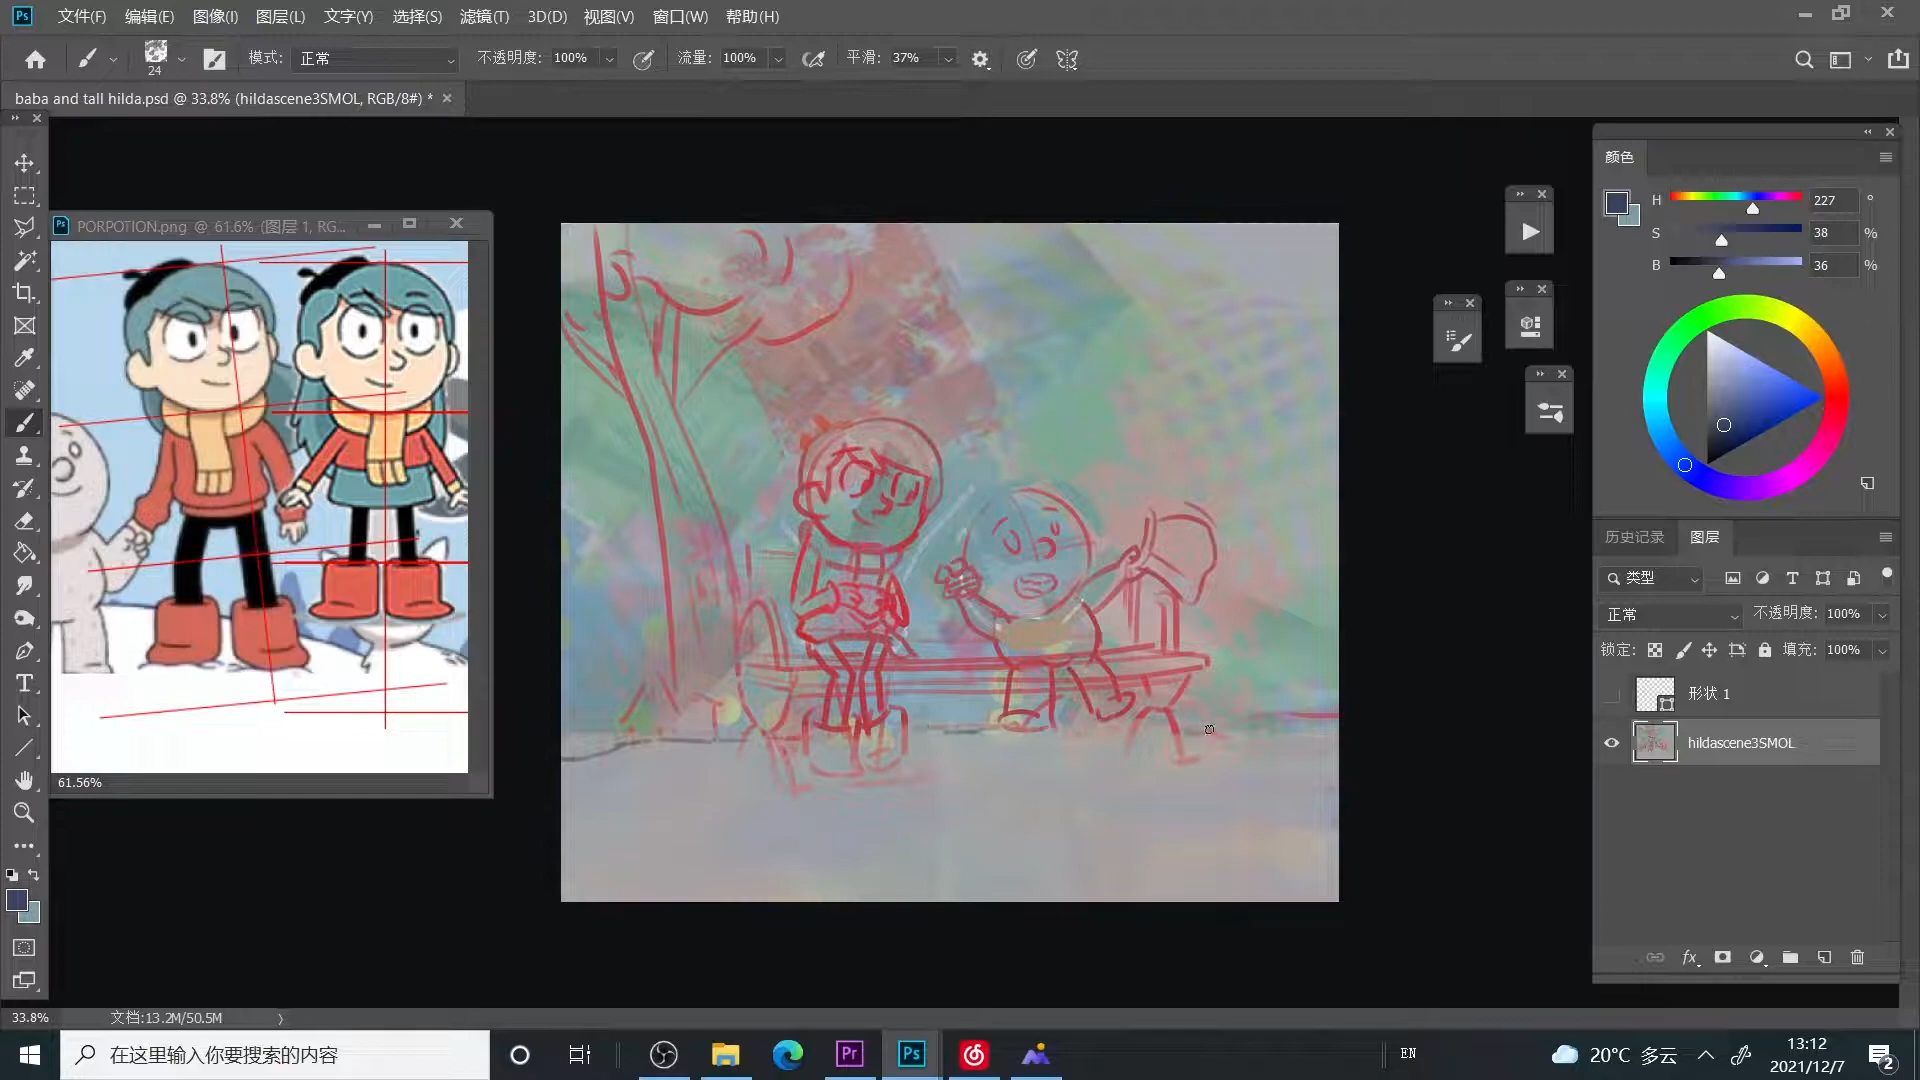 Ps 文件(F) 编辑(E) 图像(I) 图层(L) 文字(Y) 选择(S) 滤镜(T) 3D(D) 视图(V) 窗口(W) 帮助(H)
24 模式: 正常 不透明度: 100% 流量: 100% 平滑: 37%
baba and tall hilda.psd @ 33.8% (hildascene3SMOL, RGB/8#) *
PORPOTION.png @ 61.6% (图层 1, RG...
61.56%
颜色
H 227 °
S 38 %
B 36 %
历史记录 图层
类型
正常 不透明度: 100%
锁定: 填充: 100%
形状 1
hildascene3SMOL
fx
33.8% 文档:13.2M/50.5M
在这里输入你要搜索的内容
Pr Ps
EN
20°C 多云
13:12
2021/12/7
2